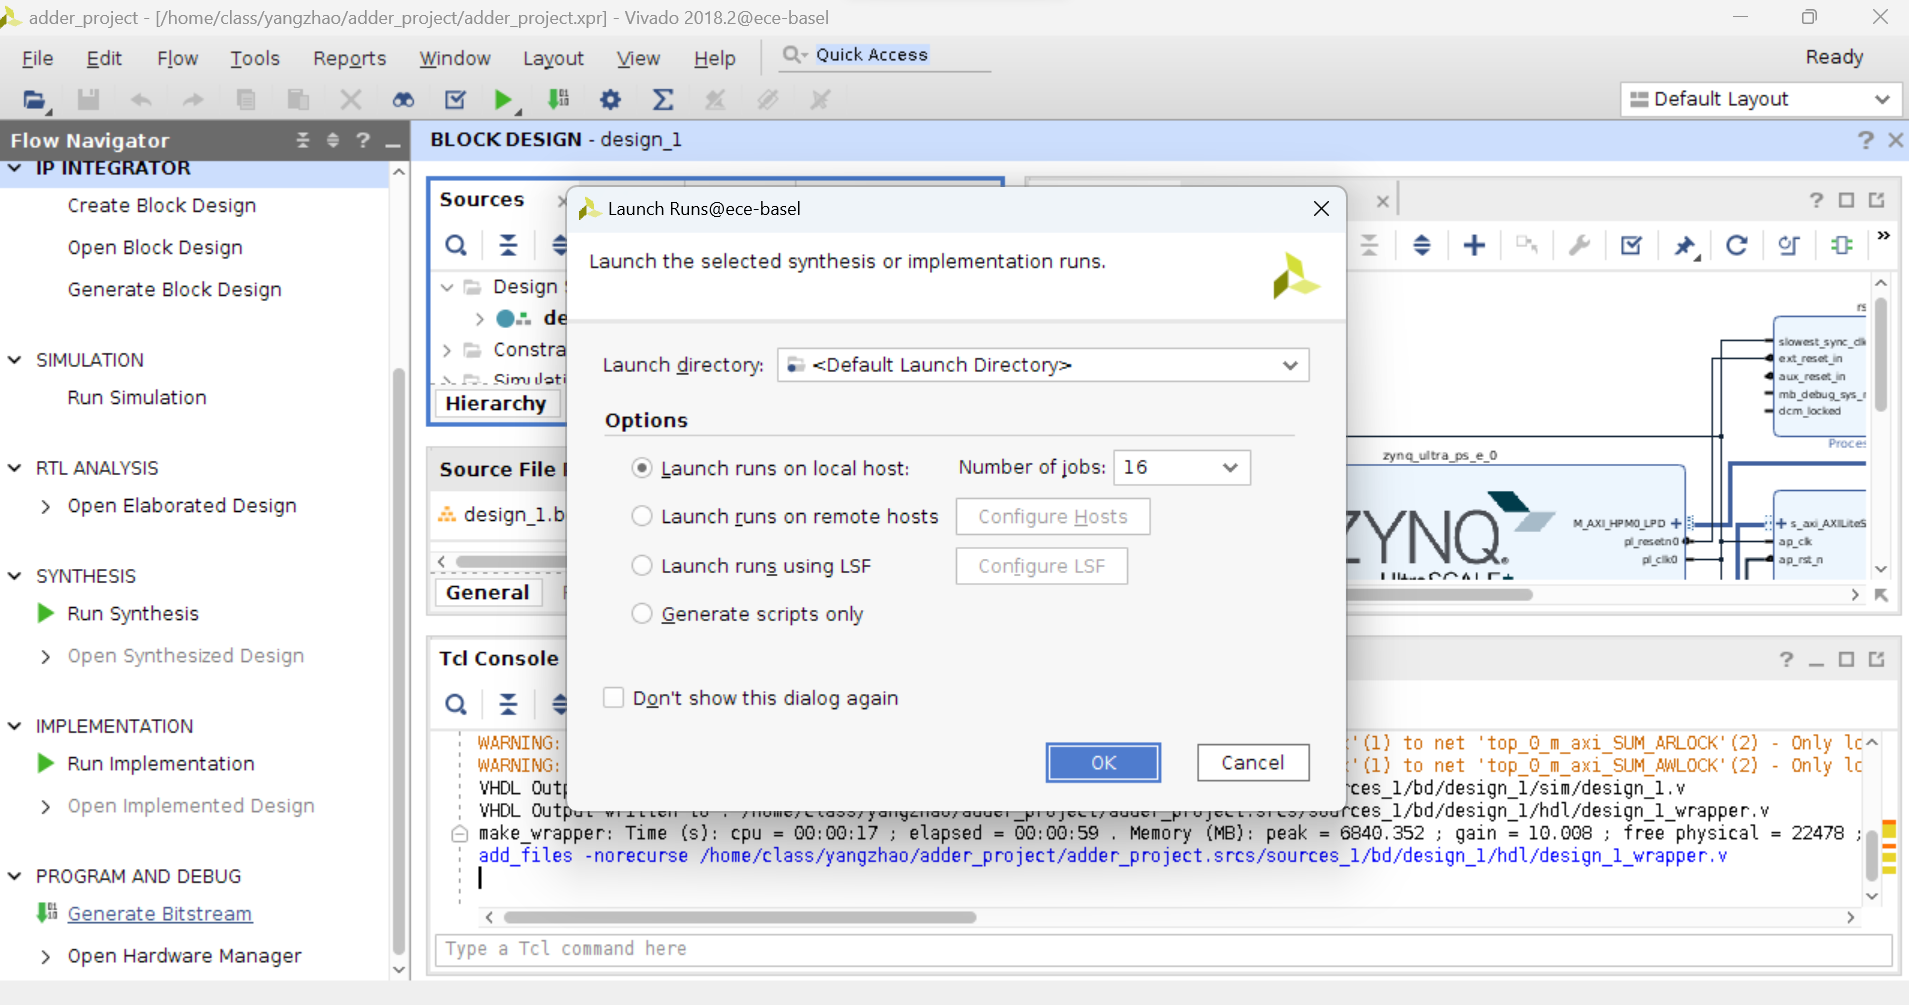 adder_project - [/home/class/yangzhao/adder_project/adder_project.xpr] - Vivado 2018.2@ece-basel
File Edit Flow Tools Reports Window Layout View Help Quick Access Ready
Default Layout
Flow Navigator
BLOCK DESIGN - design_1
IP INTEGRATOR
Create Block Design
Open Block Design
Generate Block Design
SIMULATION
Run Simulation
RTL ANALYSIS
Open Elaborated Design
SYNTHESIS
Run Synthesis
Open Synthesized Design
IMPLEMENTATION
Run Implementation
Open Implemented Design
PROGRAM AND DEBUG
Generate Bitstream
Open Hardware Manager
Sources
Design
de
Constra
Simulati
Hierarchy
Source File
design_1.b
General
Launch Runs@ece-basel
Launch the selected synthesis or implementation runs.
Launch directory: <Default Launch Directory>
Options
Launch runs on local host: Number of jobs: 16
Launch runs on remote hosts Configure Hosts
Launch runs using LSF Configure LSF
Generate scripts only
Don't show this dialog again
OK Cancel
rs
slowest_sync_clk
ext_reset_in
aux_reset_in
mb_debug_sys_r
dcm_locked
Proces
zynq_ultra_ps_e_0
ZYNQ
UltraSCALE+
M_AXI_HPM0_LPD
pl_resetn0
pl_clk0
s_axi_AXILiteS
ap_clk
ap_rst_n
Tcl Console
WARNING: '(1) to net 'top_0_m_axi_SUM_ARLOCK'(2) - Only lo
WARNING: '(1) to net 'top_0_m_axi_SUM_AWLOCK'(2) - Only lo
VHDL Outp rces_1/bd/design_1/sim/design_1.v
VHDL Output written to : /home/class/yangzhao/adder_project/adder_project.srcs/sources_1/bd/design_1/hdl/design_1_wrapper.v
make_wrapper: Time (s): cpu = 00:00:17 ; elapsed = 00:00:59 . Memory (MB): peak = 6840.352 ; gain = 10.008 ; free physical = 22478 ;
add_files -norecurse /home/class/yangzhao/adder_project/adder_project.srcs/sources_1/bd/design_1/hdl/design_1_wrapper.v
Type a Tcl command here